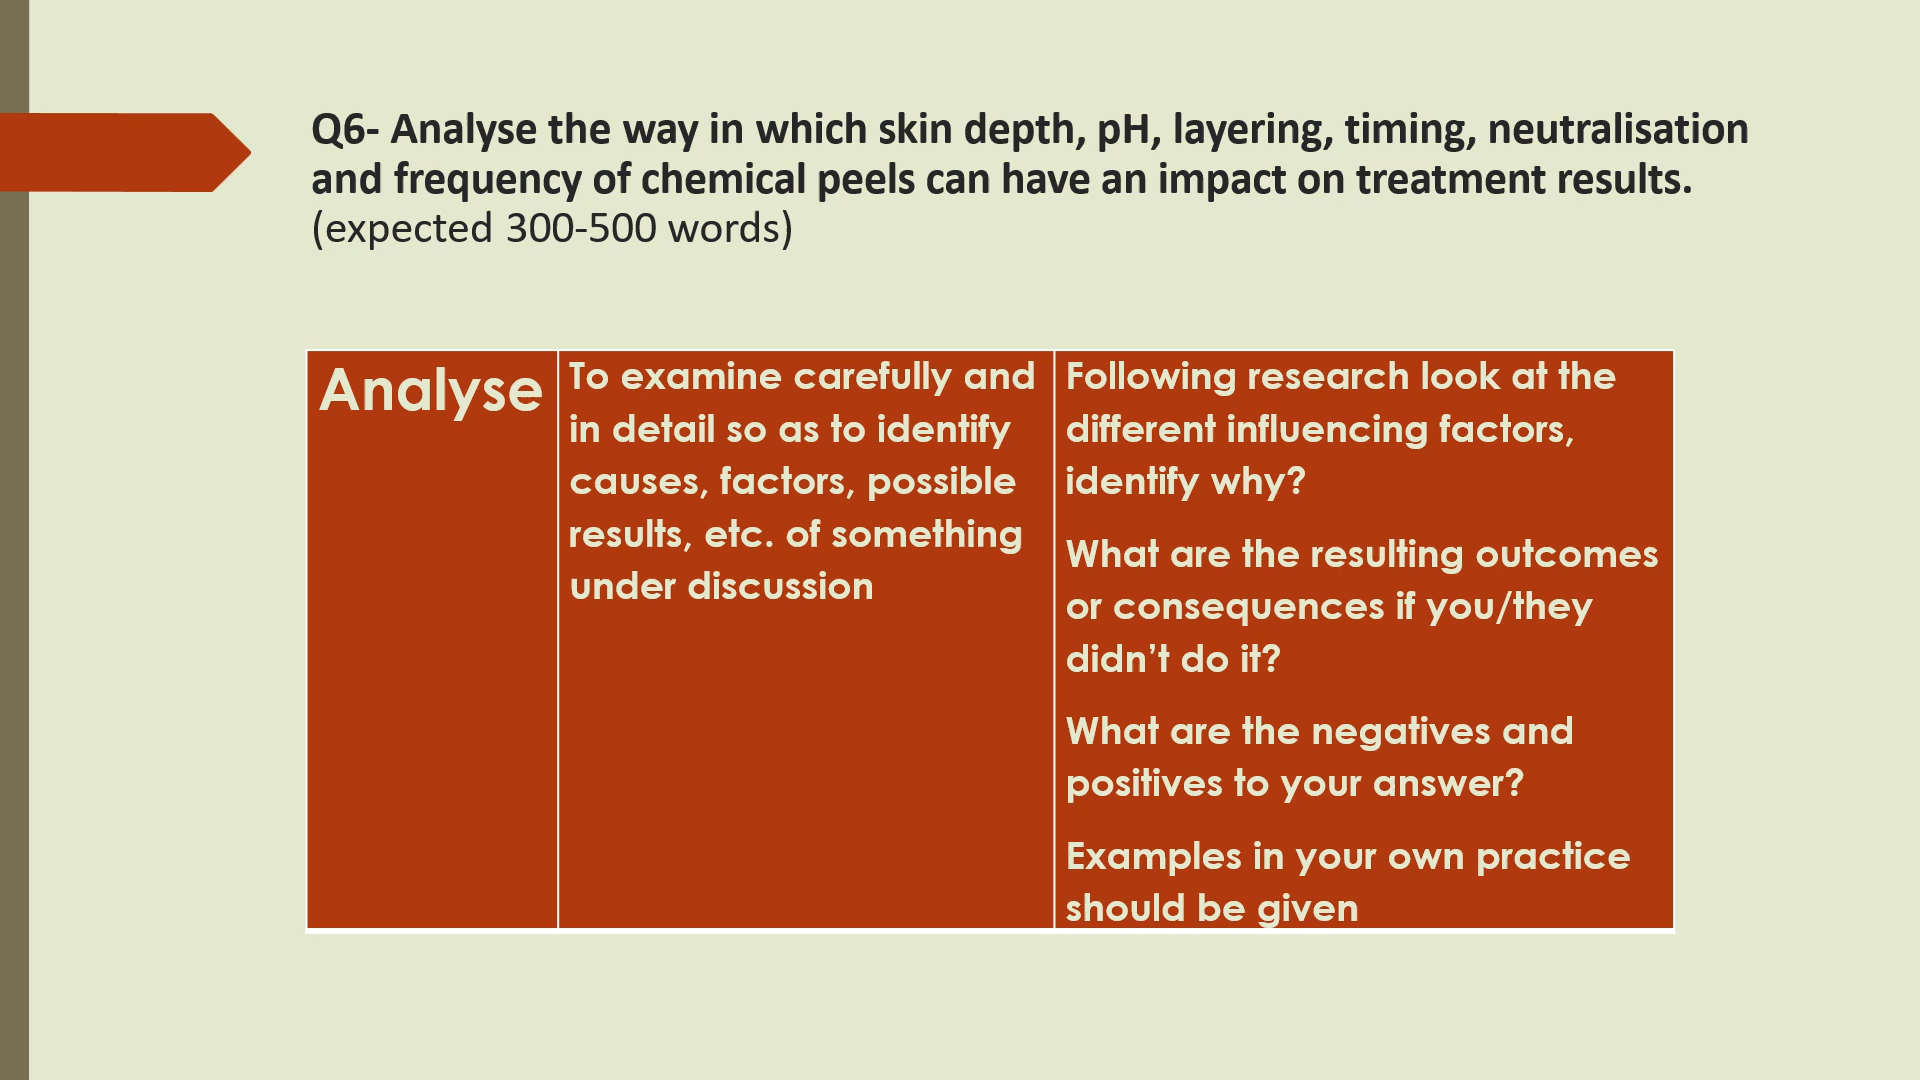 Q6- Analyse the way in which skin depth, pH, layering, timing, neutralisation
and frequency of chemical peels can have an impact on treatment results.
(expected 300-500 words)
Analyse
To examine carefully and
in detail so as to identify
causes, factors, possible
results, etc. of something
under discussion
Following research look at the
different influencing factors,
identify why?
What are the resulting outcomes
or consequences if you/they
didn’t do it?
What are the negatives and
positives to your answer?
Examples in your own practice
should be given